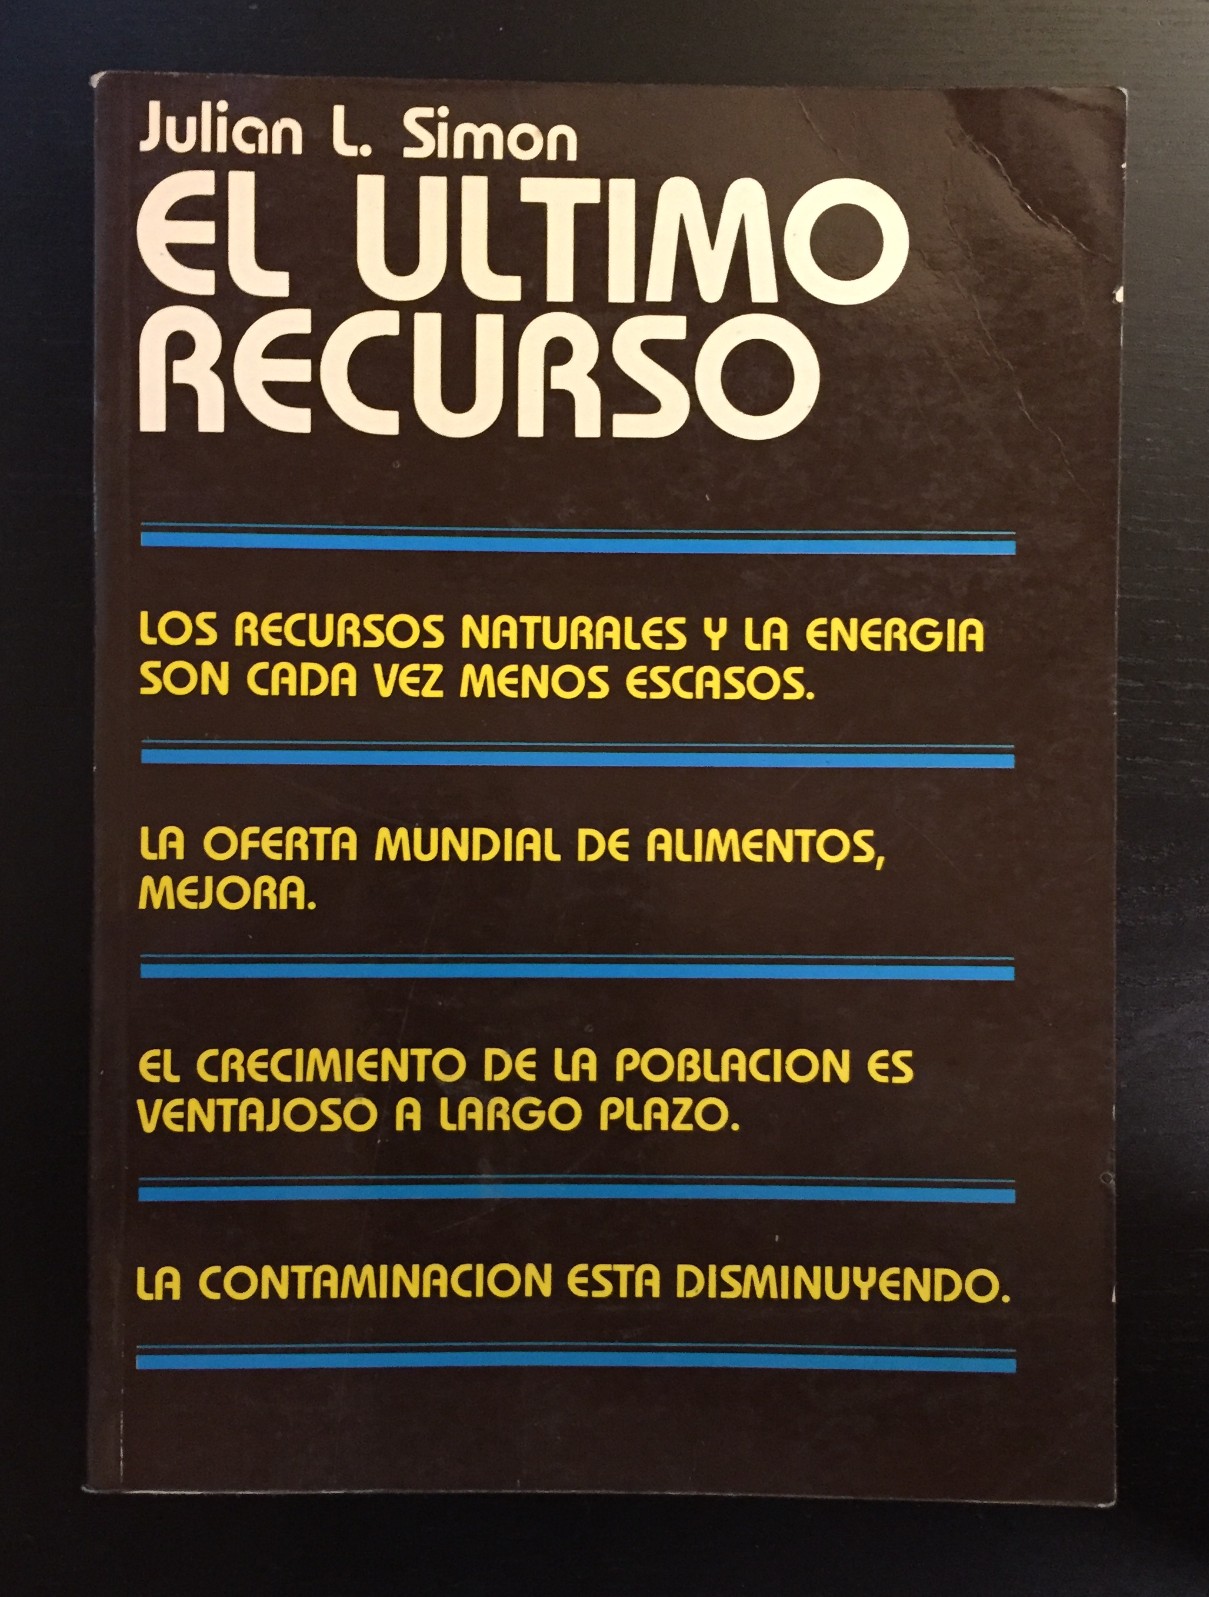 Julian L. Simon
EL ULTIMO
RECURSO
LOS RECURSOS NATURALES Y LA ENERGIA
SON CADA VEZ MENOS ESCASOS.
LA OFERTA MUNDIAL DE ALIMENTOS,
MEJORA.
EL CRECIMIENTO DE LA POBLACION ES
VENTAJOSO A LARGO PLAZO.
LA CONTAMINACION ESTA DISMINUYENDO.